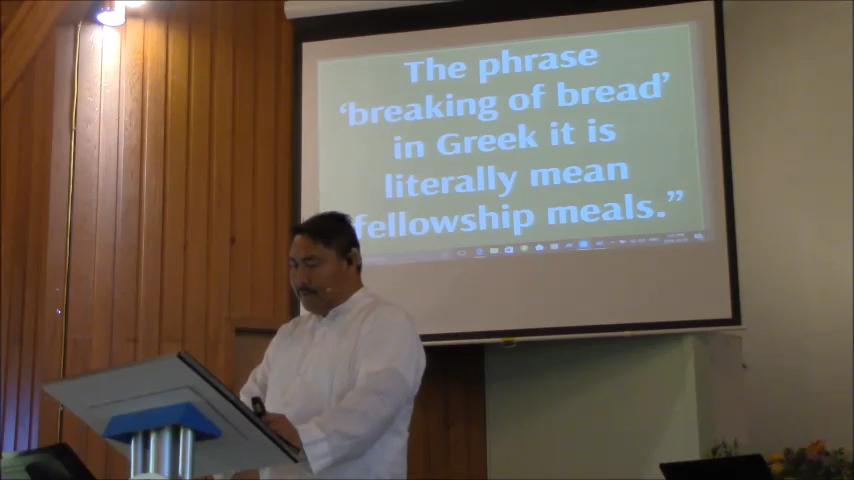 The phrase
‘breaking of bread’
in Greek it is
literally mean
fellowship meals.”